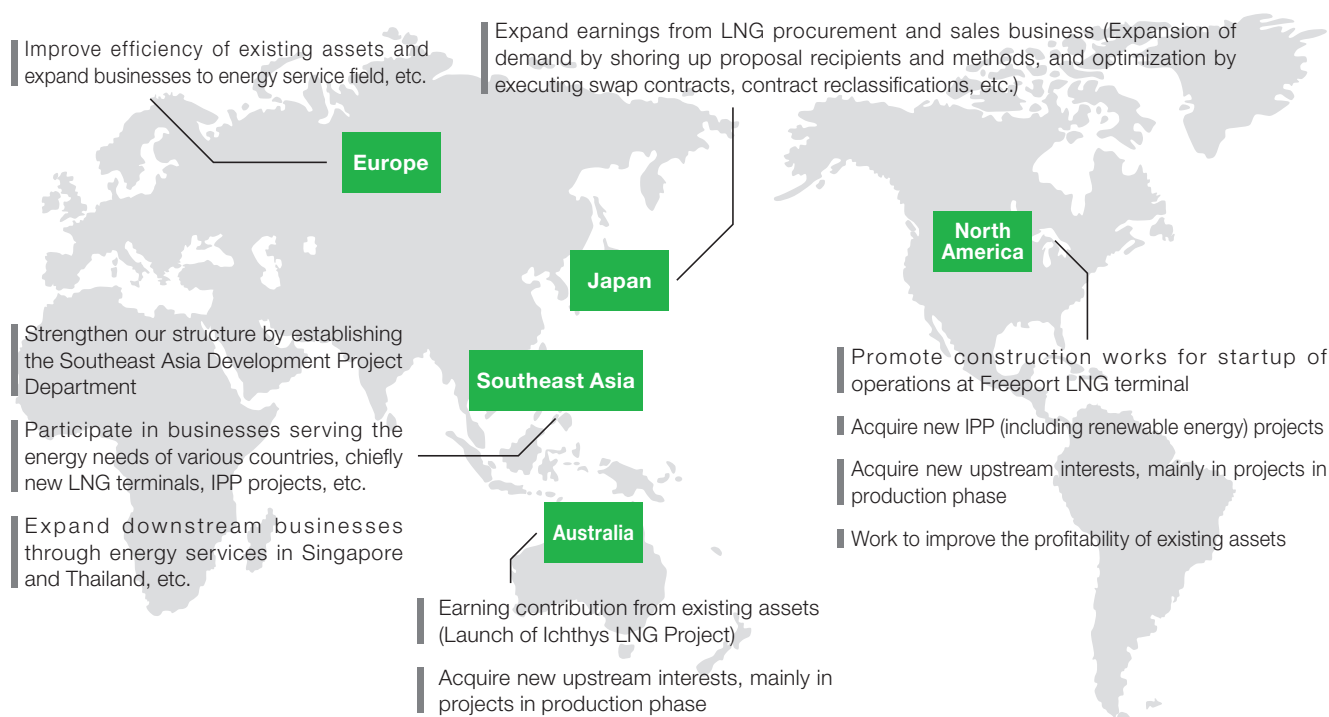 Improve efficiency of existing assets and
expand businesses to energy service field, etc.
Europe
Expand earnings from LNG procurement and sales business (Expansion of
demand by shoring up proposal recipients and methods, and optimization by
executing swap contracts, contract reclassifications, etc.)
Japan
North
America
Strengthen our structure by establishing
the Southeast Asia Development Project
Department
Participate in businesses serving the
energy needs of various countries, chiefly
new LNG terminals, IPP projects, etc.
Expand downstream businesses
through energy services in Singapore
and Thailand, etc.
Southeast Asia
Promote construction works for startup of
operations at Freeport LNG terminal
Acquire new IPP (including renewable energy) projects
Acquire new upstream interests, mainly in projects in
production phase
Work to improve the profitability of existing assets
Australia
Earning contribution from existing assets
(Launch of Ichthys LNG Project)
Acquire new upstream interests, mainly in
projects in production phase